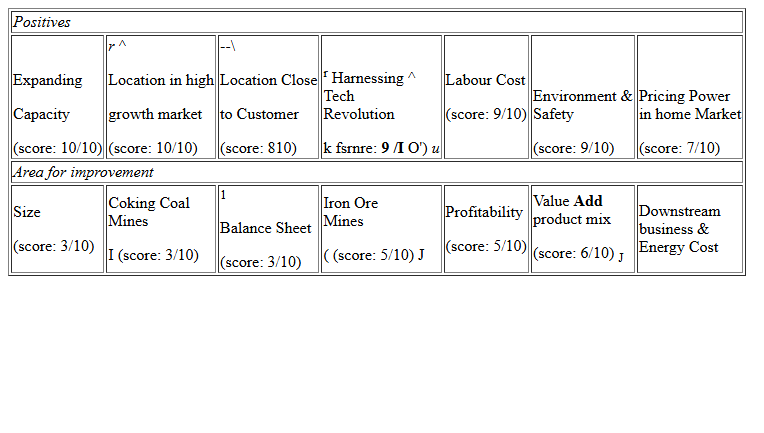 Positives
Expanding
Capacity
(score: 10/10)
r ^
Location in high
growth market
(score: 10/10)
--\
Location Close
to Customer
(score: 810)
r Harnessing ^
Tech
Revolution
k fsrnre: 9 /I O') u
Labour Cost
(score: 9/10)
Environment &
Safety
(score: 9/10)
Pricing Power
in home Market
(score: 7/10)
Area for improvement
Size
(score: 3/10)
Coking Coal
Mines
I (score: 3/10)
1
Balance Sheet
(score: 3/10)
Iron Ore
Mines
( (score: 5/10) J
Profitability
(score: 5/10)
Value Add
product mix
(score: 6/10) J
Downstream
business &
Energy Cost